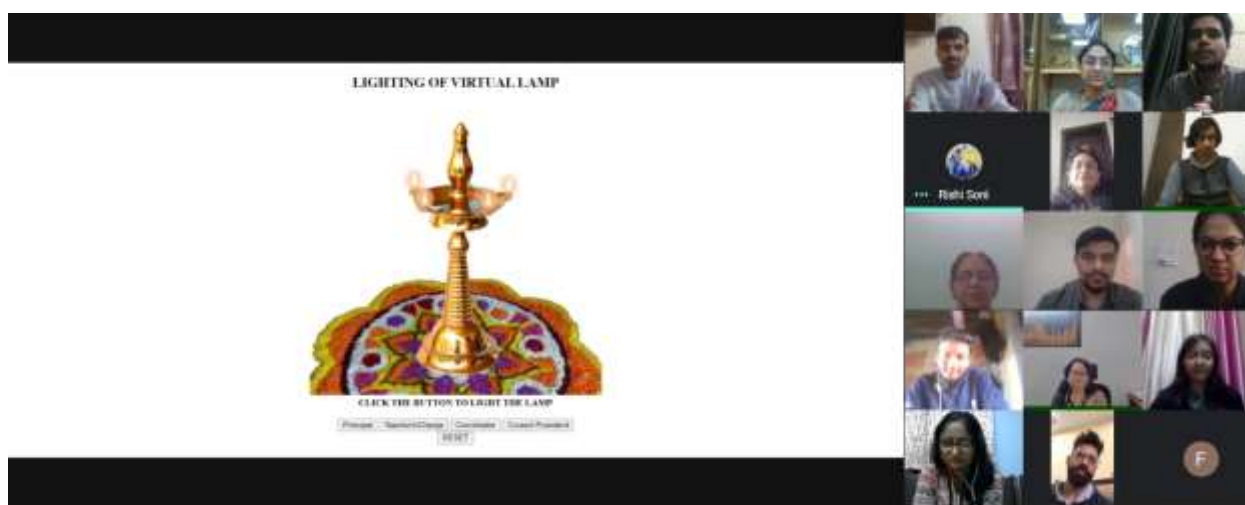 LIGHTING OF VIRTUAL LAMP
Rishi Soni
CLICK THE BUTTON TO LIGHT THE LAMP
Principal Coordinator Council President
RESET
F